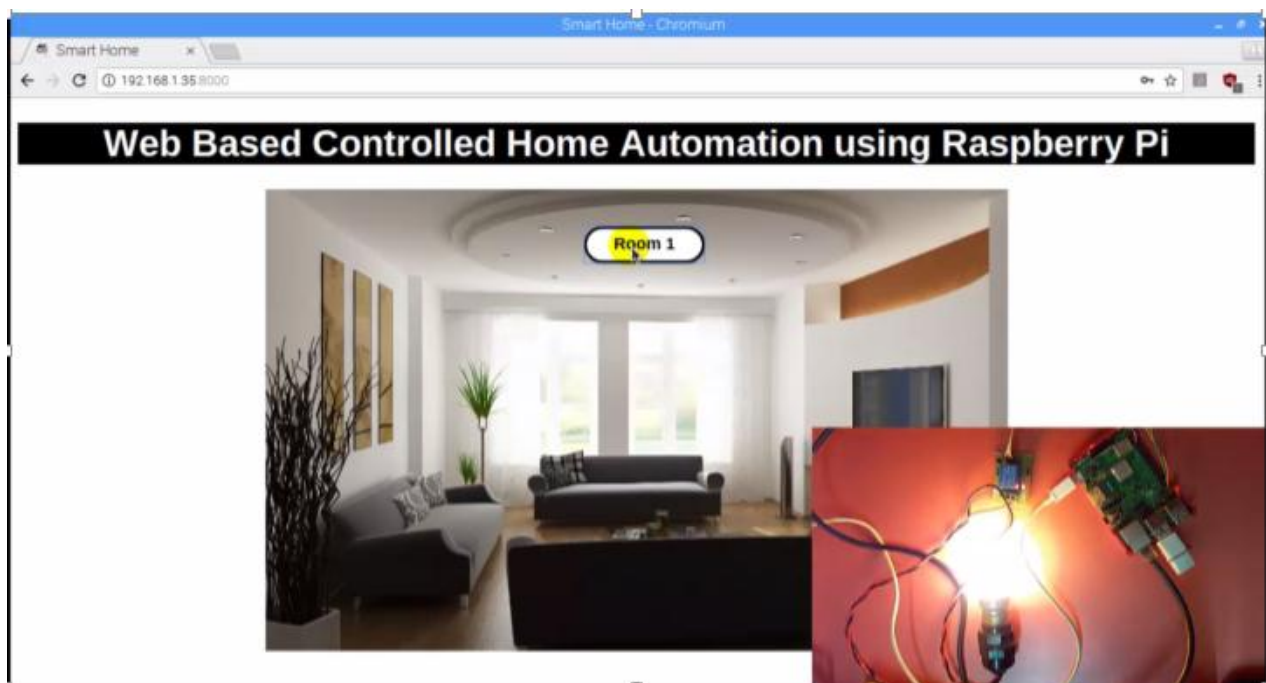 Smart Home - Chromium
Smart Home
192.168.1.35:8000
Web Based Controlled Home Automation using Raspberry Pi
Room 1